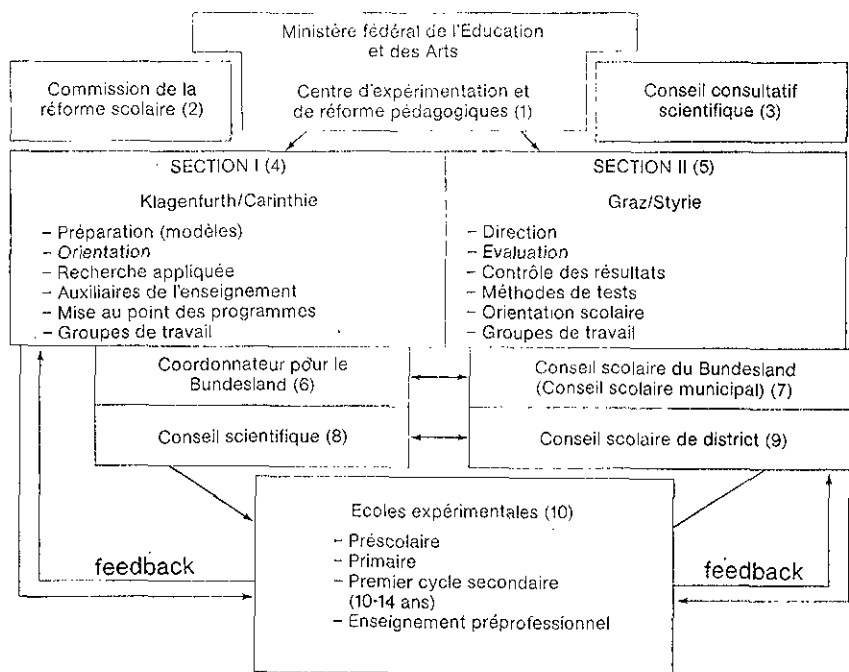 Ministère fédéral de l'Éducation
et des Arts
Commission de la
réforme scolaire (2)
Centre d'expérimentation et
de réforme pédagogiques (1)
Conseil consultatif
scientifique (3)
SECTION I (4)
Klagenfurth/Carinthie
– Préparation (modèles)
– Orientation
– Recherche appliquée
– Auxiliaires de l'enseignement
– Mise au point des programmes
– Groupes de travail
SECTION II (5)
Graz/Styrie
– Direction
– Evaluation
– Contrôle des résultats
– Méthodes de tests
– Orientation scolaire
– Groupes de travail
Coordonnateur pour le
Bundesland (6)
Conseil scolaire du Bundesland
(Conseil scolaire municipal) (7)
Conseil scientifique (8)
Conseil scolaire de district (9)
Ecoles expérimentales (10)
– Préscolaire
– Primaire
– Premier cycle secondaire
(10-14 ans)
– Enseignement préprofessionnel
feedback
feedback